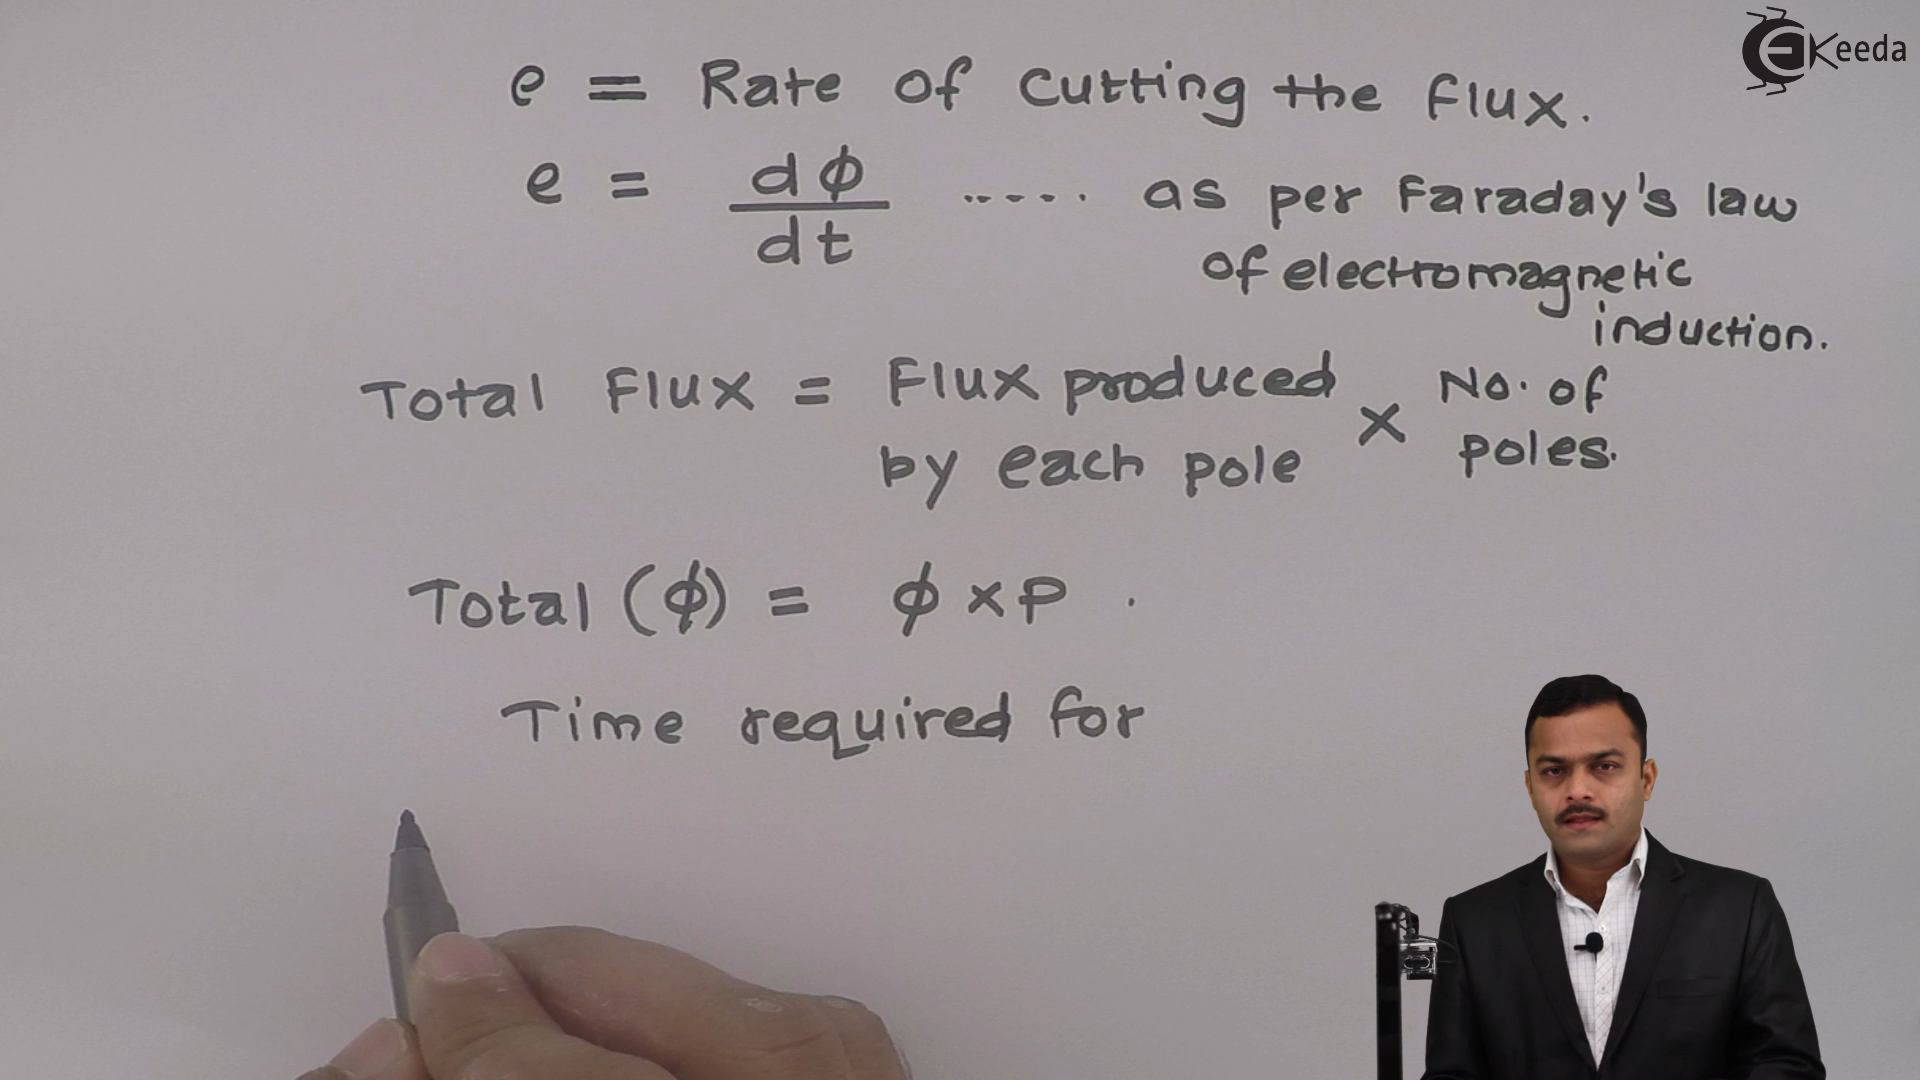 eKeeda
e = Rate of cutting the flux.
e = dϕ/dt ..... as per Faraday's law
of electromagnetic
induction.
Total Flux = Flux produced by each pole × No. of poles.
Total (ϕ) = ϕ × P .
Time required for